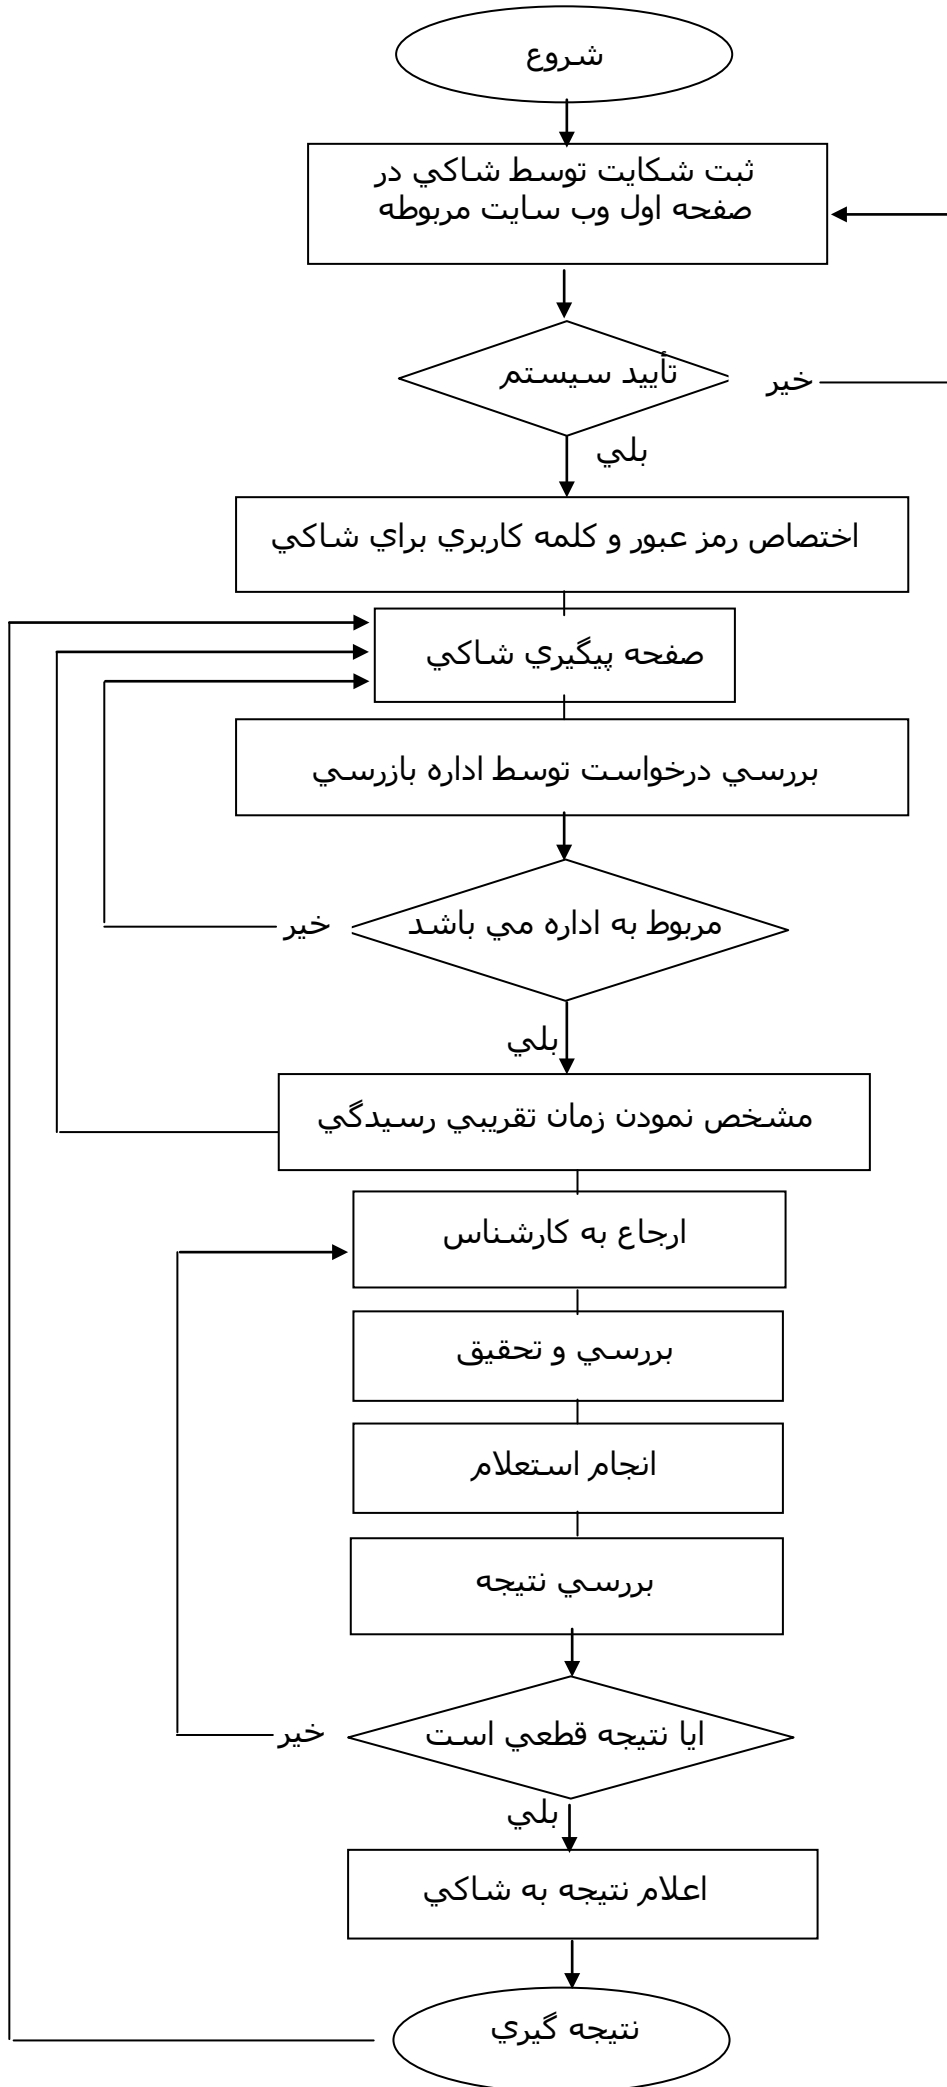 شروع
ثبت شكايت توسط شاكي در
صفحه اول وب سايت مربوطه
تأييد سيستم
خير
بلي
اختصاص رمز عبور و كلمه كاربري براي شاكي
صفحه پيگيري شاكي
بررسي درخواست توسط اداره بازرسي
مربوط به اداره مي باشد
خير
بلي
مشخص نمودن زمان تقريبي رسيدگي
ارجاع به كارشناس
بررسي و تحقيق
انجام استعلام
بررسي نتيجه
ايا نتيجه قطعي است
خير
بلي
اعلام نتيجه به شاكي
نتيجه گيري